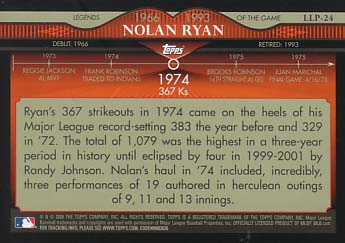 LEGENDS 1966 1993 OF THE GAME LLP-24
NOLAN RYAN
DEBUT: 1966 Topps RETIRED: 1993
1973 1974 1975 1975
REGGIE JACKSON FRANK ROBINSON BROOKS ROBINSON JUAN MARICHAL
AL MVP TRADED TO INDIANS 16TH STRAIGHT GG FINAL GAME: 4/16/75
1974
367 Ks
Ryan's 367 strikeouts in 1974 came on the heels of his
Major League record-setting 383 the year before and 329
in '72. The total of 1,079 was the highest in a three-year
period in history until eclipsed by four in 1999-2001 by
Randy Johnson. Nolan's haul in '74 included, incredibly,
three performances of 19 authored in herculean outings
of 9, 11 and 13 innings.